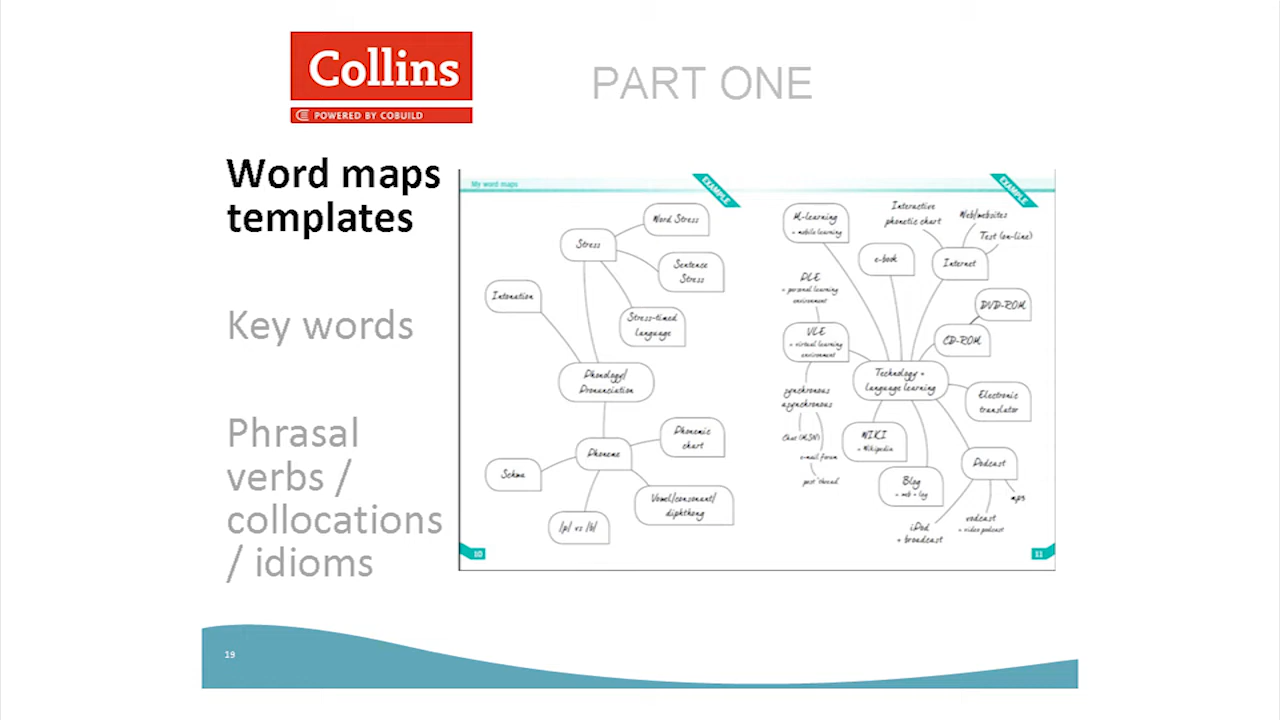 Collins
POWERED BY COBUILD
PART ONE
Word maps
templates
Key words
Phrasal
verbs /
collocations
/ idioms
My word maps
EXAMPLE
Word Stress
Stress
Sentence
Stress
Intonation
Stress-timed
language
Phonology/
Pronunciation
Phonemic
chart
Phoneme
Schwa
Vowel/consonant/
diphthong
/p/ vs /b/
10
EXAMPLE
M-learning
= mobile learning
Interactive
phonetic chart
Web/websites
Test (on-line)
e-book
Internet
PLE
= personal learning
environment
DVD-ROM
VLE
= virtual learning
environment
CD-ROM
Technology +
language learning
synchronous
asynchronous
Electronic
translator
Chat (MSN)
e-mail forum
post thread
WIKI
= Wikipedia
Podcast
Blog
= web + log
mp3
iPod
+ broadcast
vodcast
= video podcast
11
19